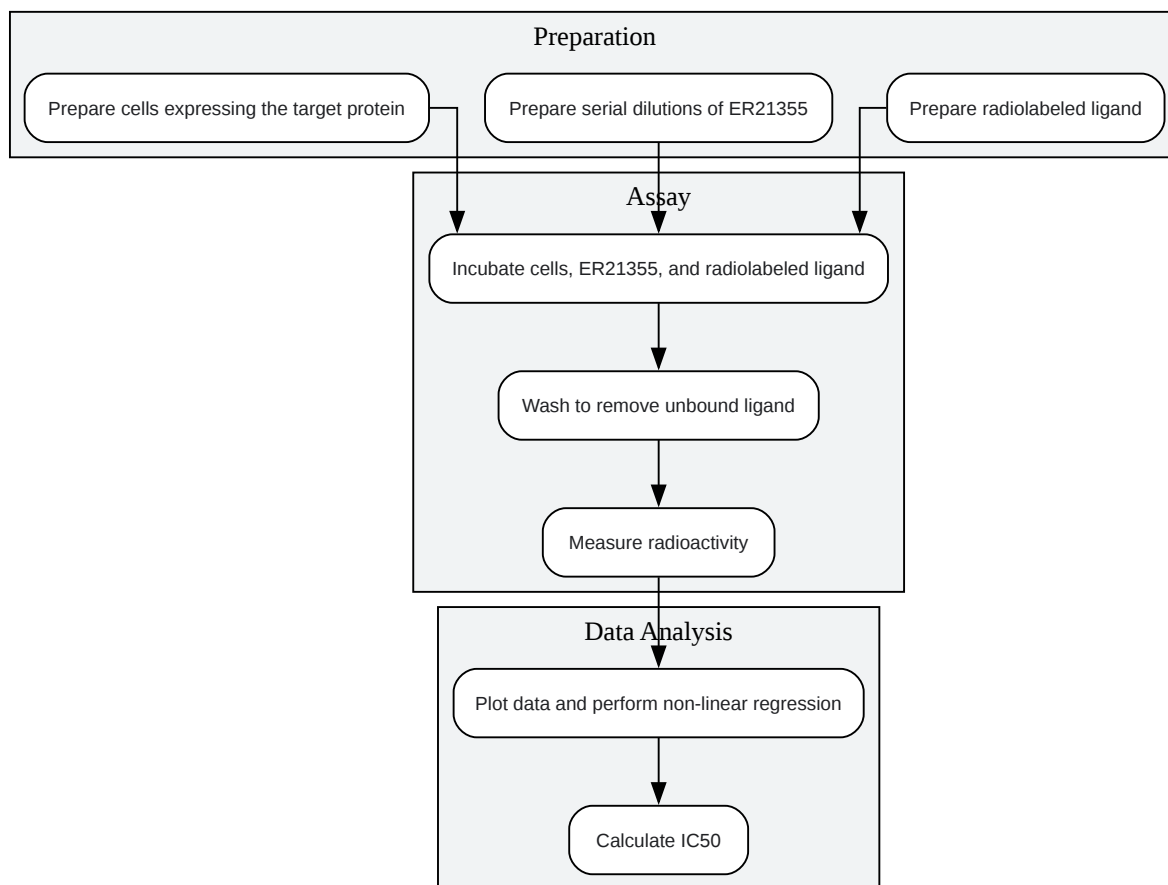 Preparation
Prepare cells expressing the target protein
Prepare serial dilutions of ER21355
Prepare radiolabeled ligand
Assay
Incubate cells, ER21355, and radiolabeled ligand
Wash to remove unbound ligand
Measure radioactivity
Data Analysis
Plot data and perform non-linear regression
Calculate IC50